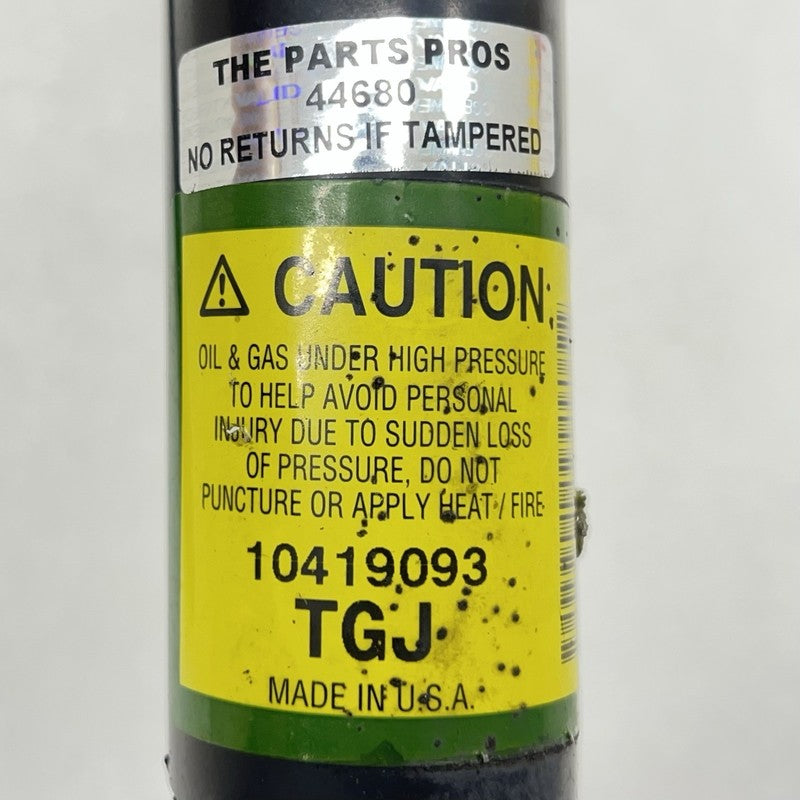 THE PARTS PROS
44680
NO RETURNS IF TAMPERED
CAUTION
OIL & GAS UNDER HIGH PRESSURE
TO HELP AVOID PERSONAL
INJURY DUE TO SUDDEN LOSS
OF PRESSURE, DO NOT
PUNCTURE OR APPLY HEAT / FIRE
10419093
TGJ
MADE IN U.S.A.